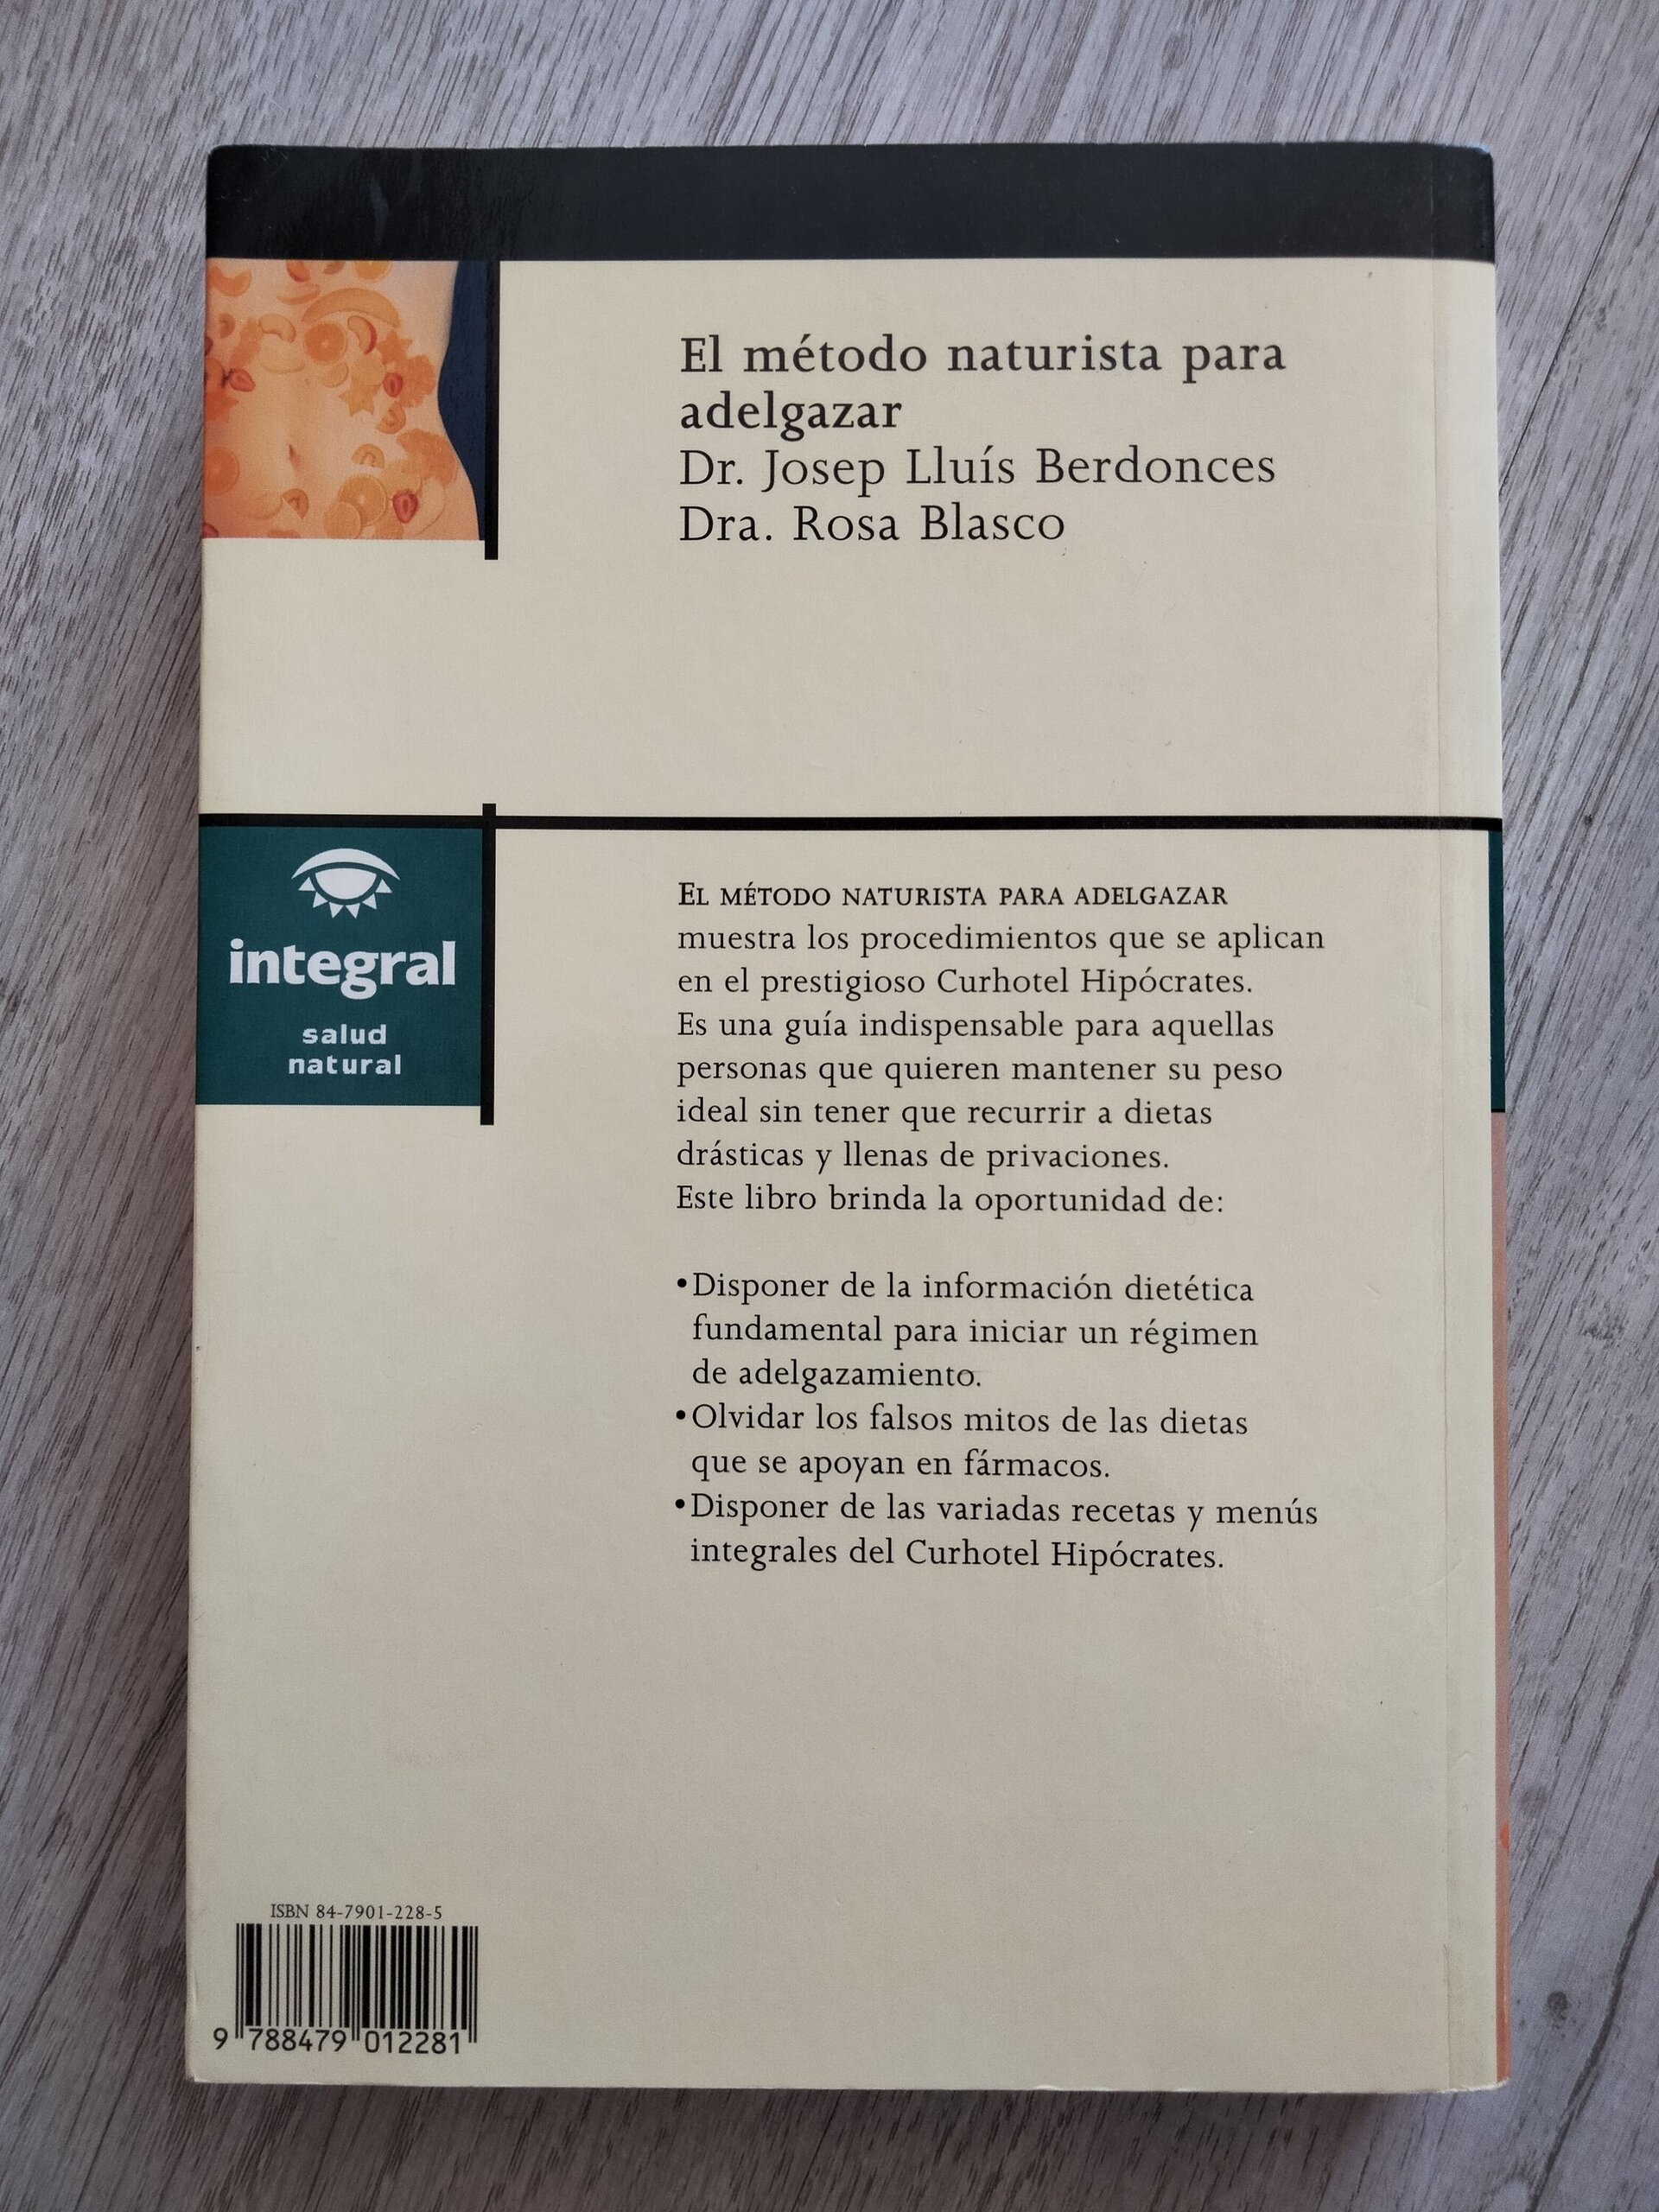 El método naturista para
adelgazar
Dr. Josep Lluís Berdonces
Dra. Rosa Blasco
integral
salud
natural
EL MÉTODO NATURISTA PARA ADELGAZAR
muestra los procedimientos que se aplican
en el prestigioso Curhotel Hipócrates.
Es una guía indispensable para aquellas
personas que quieren mantener su peso
ideal sin tener que recurrir a dietas
drásticas y llenas de privaciones.
Este libro brinda la oportunidad de:
•Disponer de la información dietética
fundamental para iniciar un régimen
de adelgazamiento.
•Olvidar los falsos mitos de las dietas
que se apoyan en fármacos.
•Disponer de las variadas recetas y menús
integrales del Curhotel Hipócrates.
ISBN 84-7901-228-5
9 788479 012281